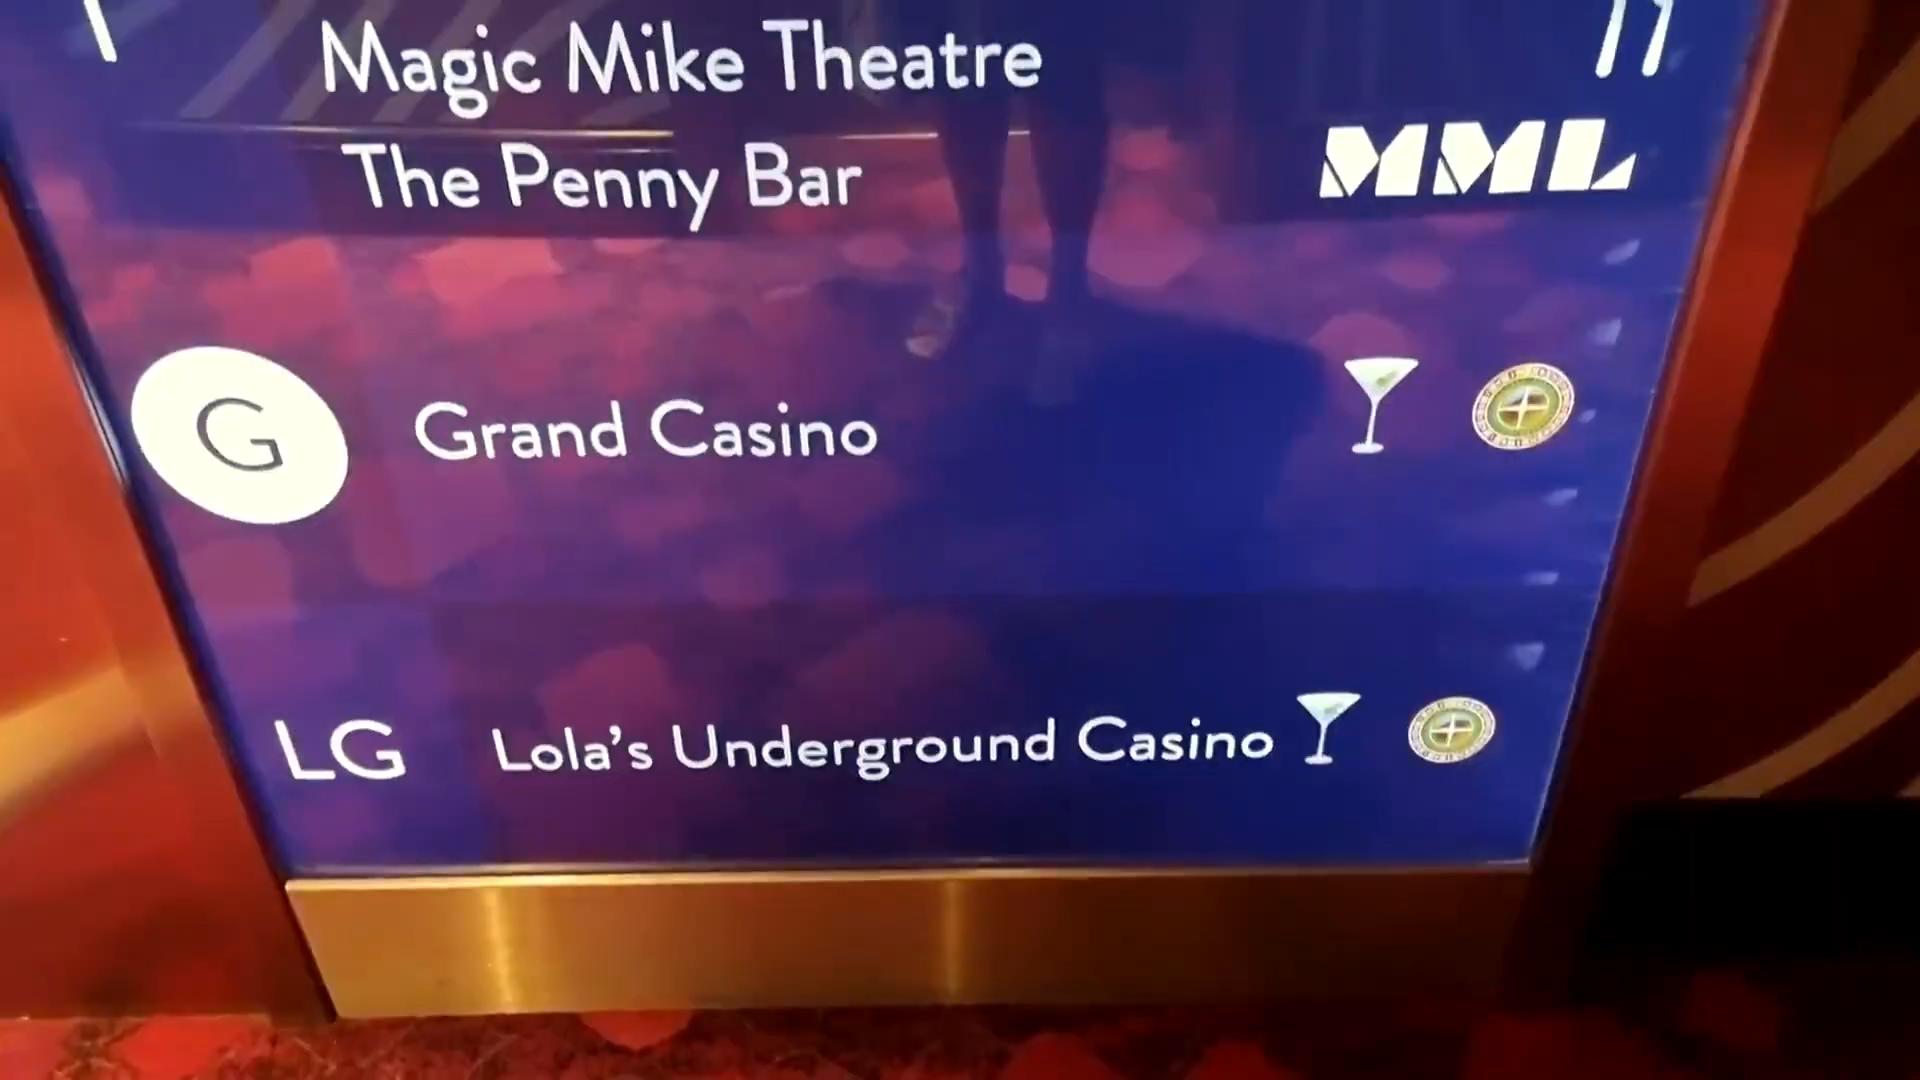 Magic Mike Theatre
The Penny Bar
MML
G
Grand Casino
LG
Lola's Underground Casino